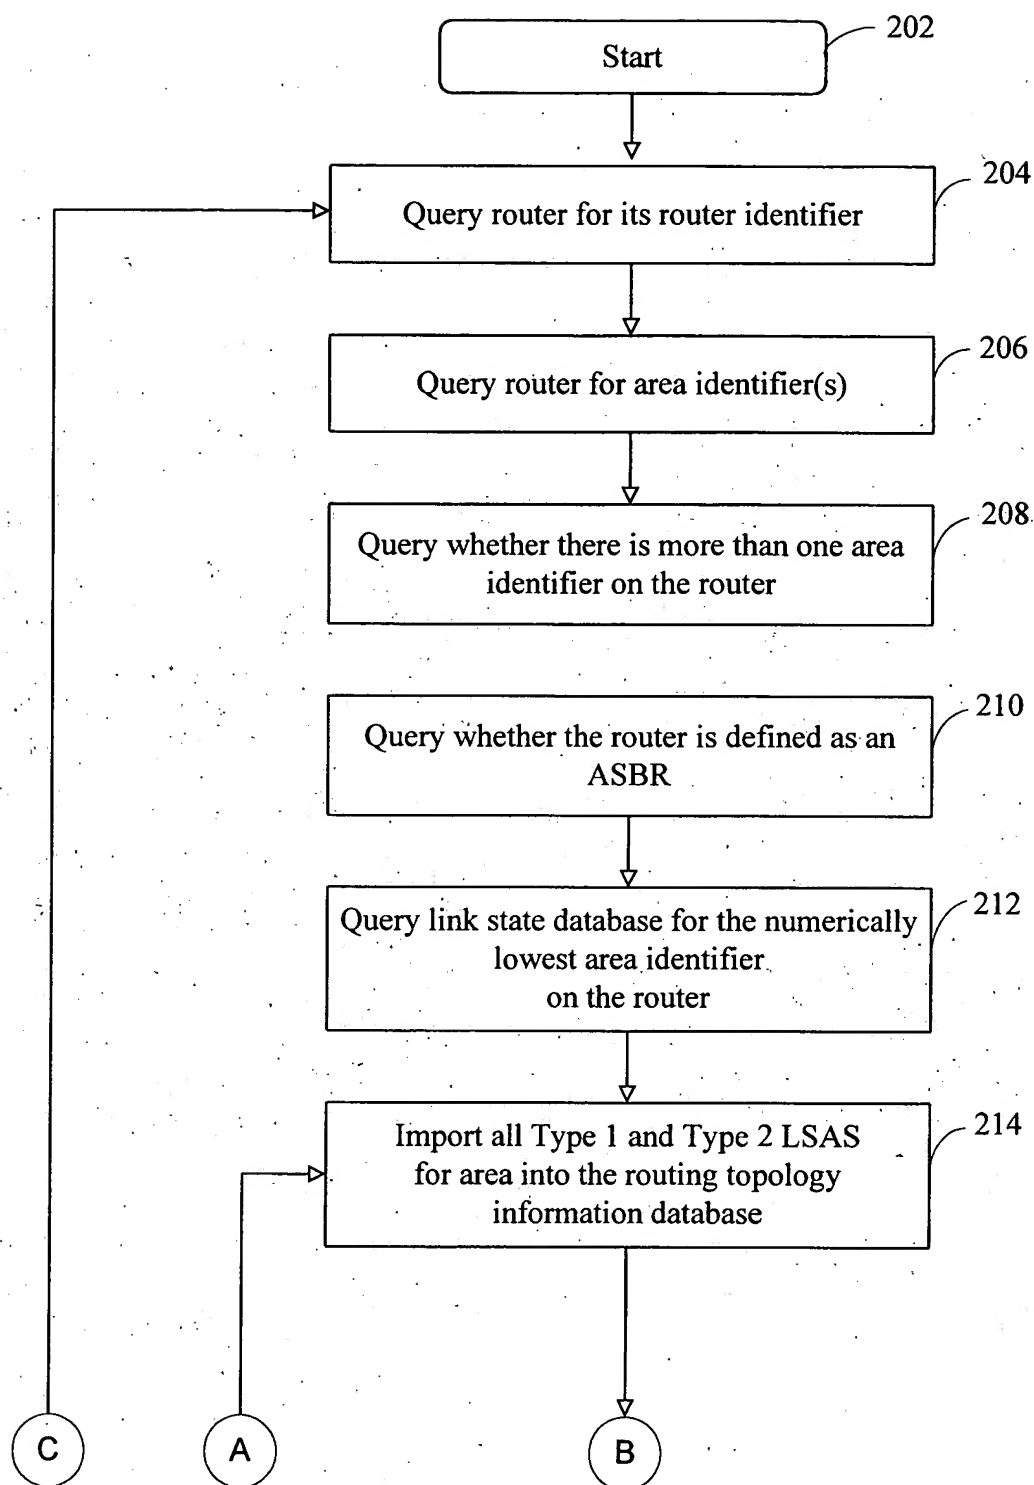 202
Start
204
Query router for its router identifier
206
Query router for area identifier(s)
208
Query whether there is more than one area
identifier on the router
210
Query whether the router is defined as an
ASBR
212
Query link state database for the numerically
lowest area identifier
on the router
214
Import all Type 1 and Type 2 LSAS
for area into the routing topology
information database
C
A
B